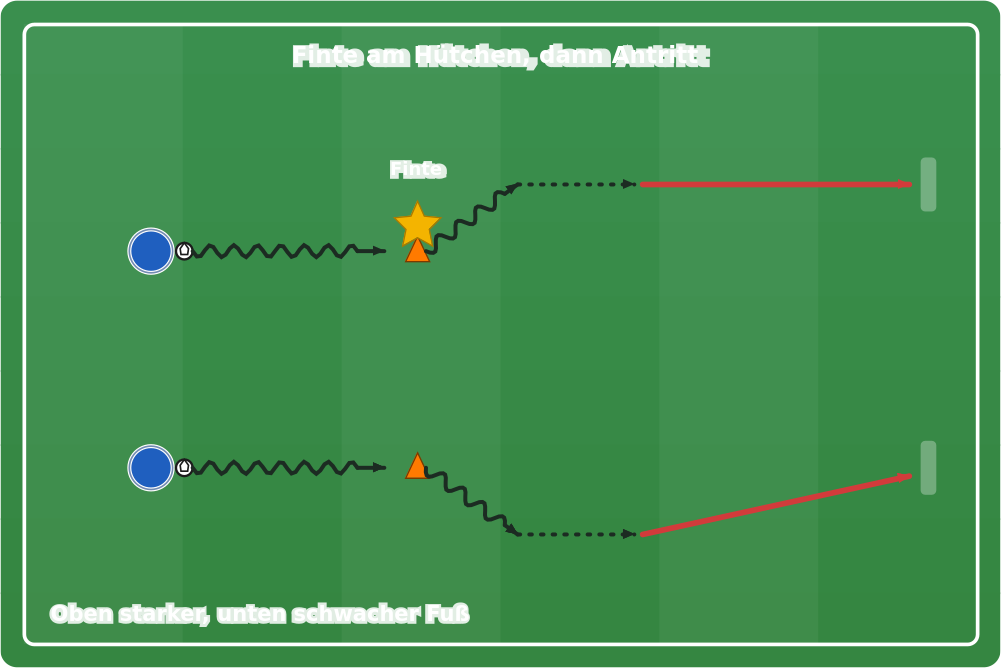 Finte am Hütchen, dann Antritt
Finte
Oben starker, unten schwacher Fuß